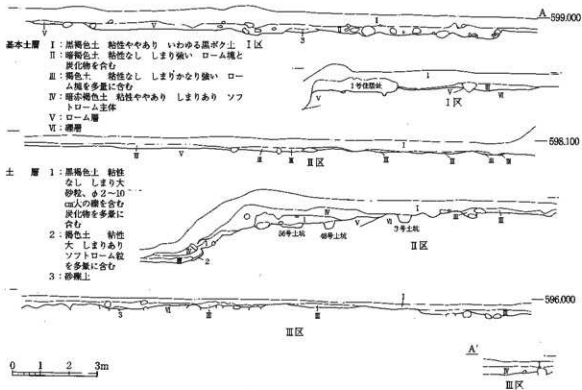 A 599.000
基本土層 Ⅰ：黒褐色土 粘性ややあり いわゆる黒ボク土 Ⅰ区
Ⅱ：暗褐色土 粘性なし しまり強い ローム塊と
炭化物を含む
Ⅲ：褐色土 粘性なし しまりかなり強い ロー
ム塊を多量に含む
Ⅳ：暗赤褐色土 粘性ややあり しまりあり ソフ
トローム主体
Ⅴ：ローム層
Ⅵ：礫層
1号住居址
Ⅰ区
598.100
Ⅱ区
土 層 1：黒褐色土 粘性
なし しまり大
砂粒、φ2～10
cm大の礫を含む
炭化物を多量に
含む
2：褐色土 粘性
大 しまりあり
ソフトローム粒
を多量に含む
3：砂礫土
36号土坑 48号土坑 3号土坑
Ⅱ区
596.000
Ⅲ区
A'
Ⅲ区
0 1 2 3m